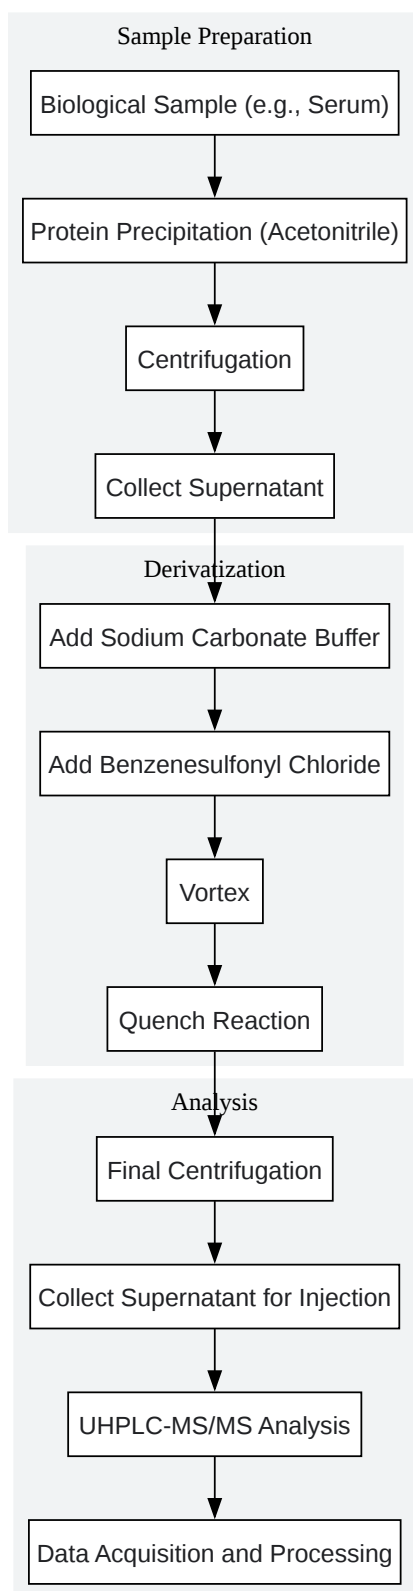 Sample Preparation
Biological Sample (e.g., Serum)
Protein Precipitation (Acetonitrile)
Centrifugation
Collect Supernatant
Derivatization
Add Sodium Carbonate Buffer
Add Benzenesulfonyl Chloride
Vortex
Quench Reaction
Analysis
Final Centrifugation
Collect Supernatant for Injection
UHPLC-MS/MS Analysis
Data Acquisition and Processing